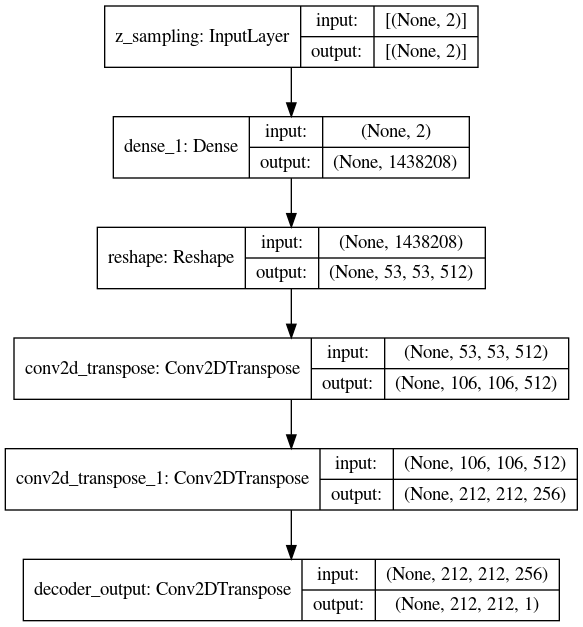 z_sampling: InputLayer
input:
[(None, 2)]
output:
[(None, 2)]
dense_1: Dense
input:
(None, 2)
output:
(None, 1438208)
reshape: Reshape
input:
(None, 1438208)
output:
(None, 53, 53, 512)
conv2d_transpose: Conv2DTranspose
input:
(None, 53, 53, 512)
output:
(None, 106, 106, 512)
conv2d_transpose_1: Conv2DTranspose
input:
(None, 106, 106, 512)
output:
(None, 212, 212, 256)
decoder_output: Conv2DTranspose
input:
(None, 212, 212, 256)
output:
(None, 212, 212, 1)